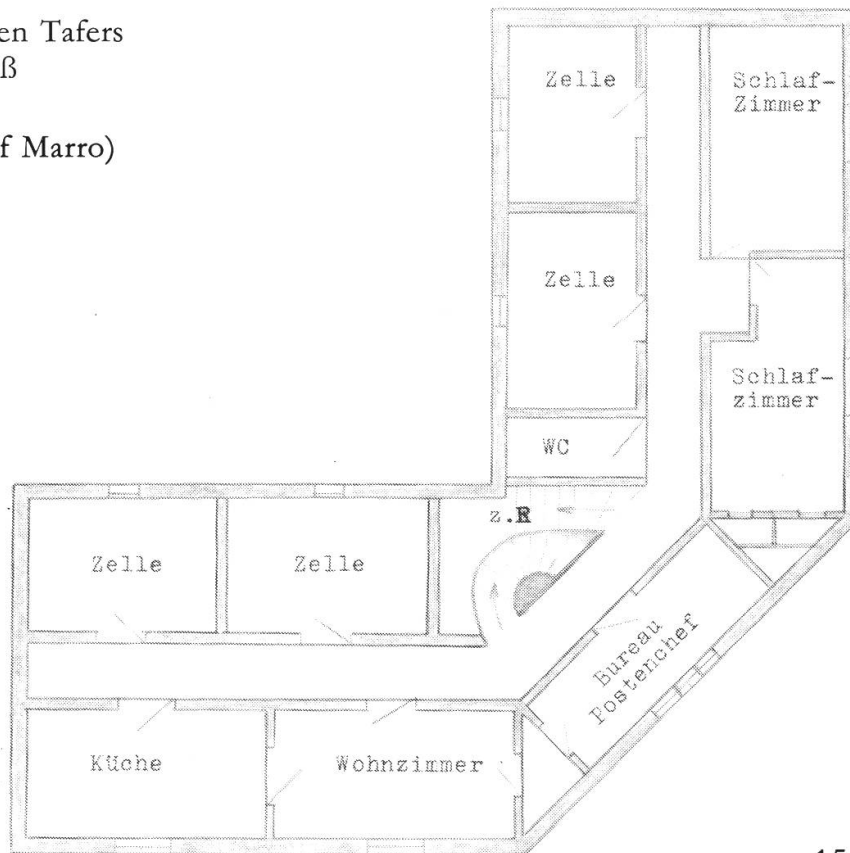 en Tafers
ß
f Marro)
Zelle
Schlaf-
Zimmer
Zelle
Schlaf-
zimmer
WC
z.R
Zelle
Zelle
Bureau
Postenchef
Küche
Wohnzimmer
15